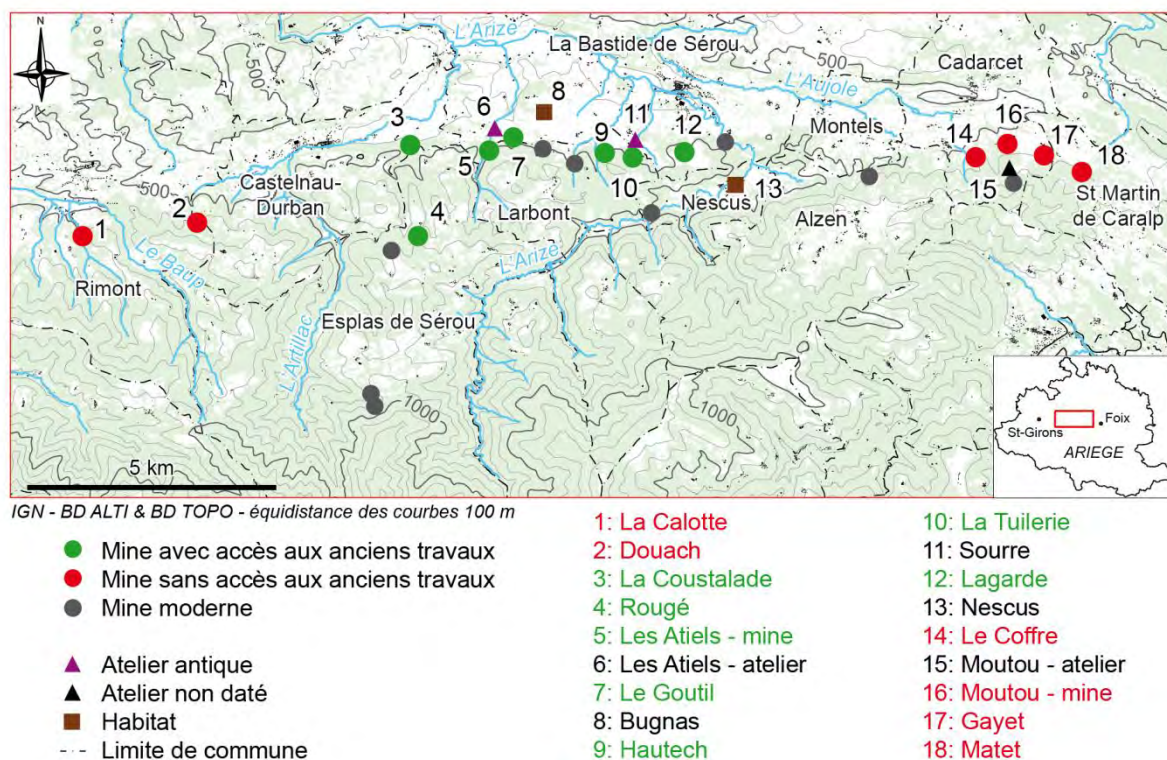 N
500
L'Arize
La Bastide de Sérou
500
Cadarcet
L'Aujole
8
6
3
11
16
9
12
Montels
14
17
5
7
18
500
Castelnau-
Durban
10
15
2
13
St Martin
de Caralp
Larbont
Nescus
Alzen
4
1
Le Baup
L'Arize
Rimont
Esplas de Sérou
L'Artillac
1000
1000
St-Girons
Foix
ARIEGE
5 km
IGN - BD ALTI & BD TOPO - équidistance des courbes 100 m
Mine avec accès aux anciens travaux
Mine sans accès aux anciens travaux
Mine moderne
Atelier antique
Atelier non daté
Habitat
Limite de commune
1: La Calotte
2: Douach
3: La Coustalade
4: Rougé
5: Les Atiels - mine
6: Les Atiels - atelier
7: Le Goutil
8: Bugnas
9: Hautech
10: La Tuilerie
11: Sourre
12: Lagarde
13: Nescus
14: Le Coffre
15: Moutou - atelier
16: Moutou - mine
17: Gayet
18: Matet